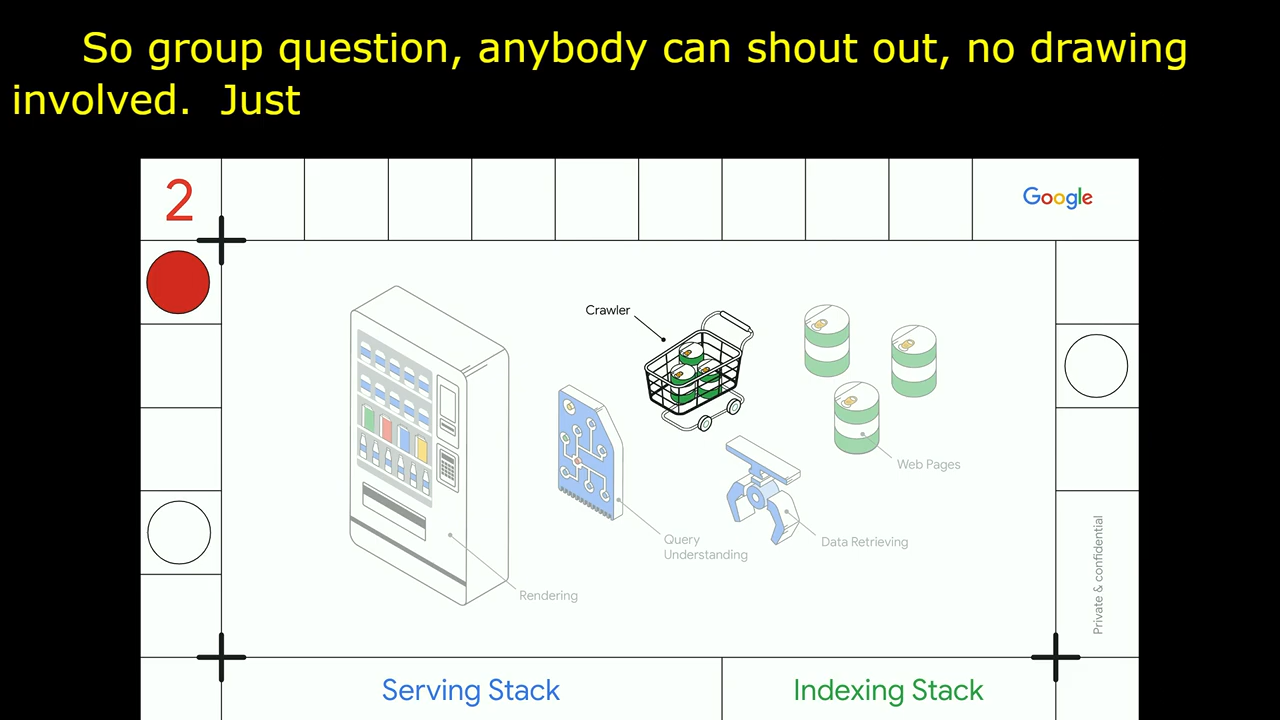 So group question, anybody can shout out, no drawing
involved.  Just
2
Google
Crawler
Web Pages
Query
Understanding
Data Retrieving
Rendering
Private & confidential
Serving Stack
Indexing Stack